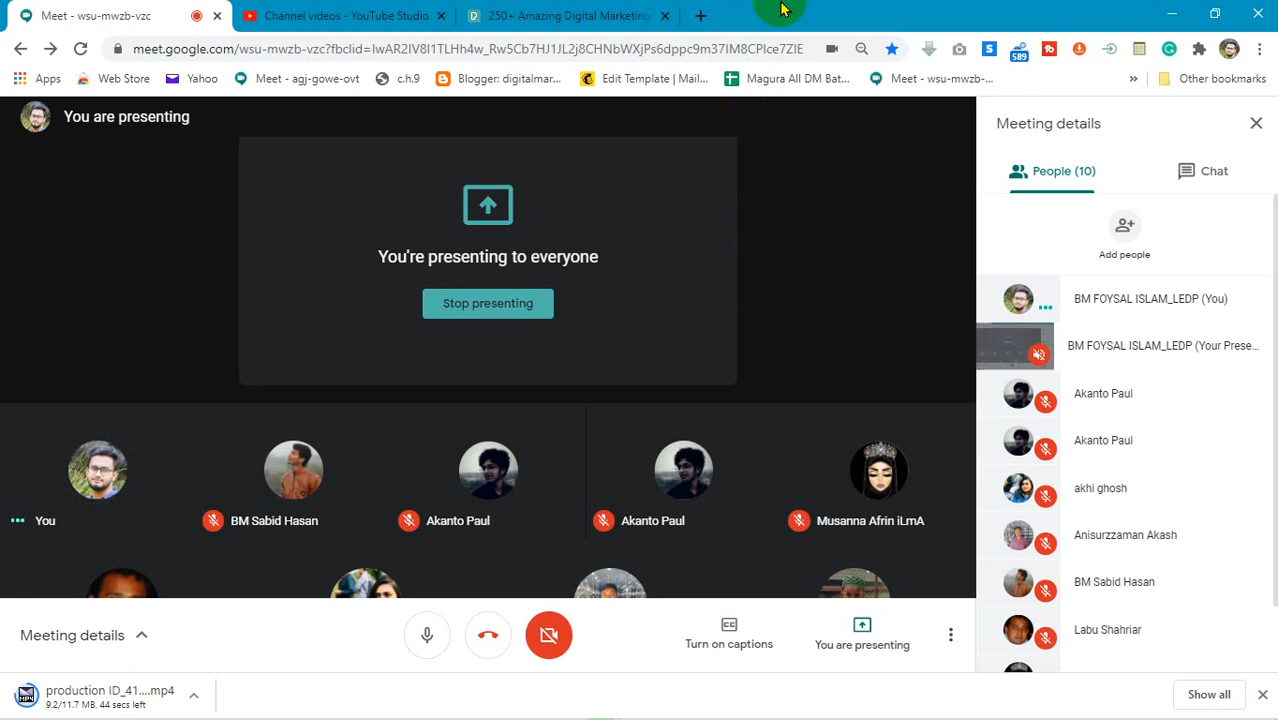 Meet - wsu-mwzb-vzc
Channel videos - YouTube Studio
250+ Amazing Digital Marketing
meet.google.com/wsu-mwzb-vzc?fbclid=IwAR2IV8I1TLHh4w_Rw5Cb7HJ1JL2j8CHNbWXjPs6dppc9m37IM8CPIce7ZIE
589
Apps
Web Store
Yahoo
Meet - agj-gowe-ovt
c.h.9
Blogger: digitalmar...
Edit Template | Mail...
Magura All DM Bat...
Meet - wsu-mwzb-...
»
Other bookmarks
You are presenting
You're presenting to everyone
Stop presenting
You
BM Sabid Hasan
Akanto Paul
Akanto Paul
Musanna Afrin iLmA
Meeting details
People (10)
Chat
Add people
BM FOYSAL ISLAM_LEDP (You)
BM FOYSAL ISLAM_LEDP (Your Prese...
Akanto Paul
Akanto Paul
akhi ghosh
Anisurzzaman Akash
BM Sabid Hasan
Labu Shahriar
Meeting details
Turn on captions
You are presenting
production ID_41....mp4
9.2/11.7 MB, 44 secs left
Show all